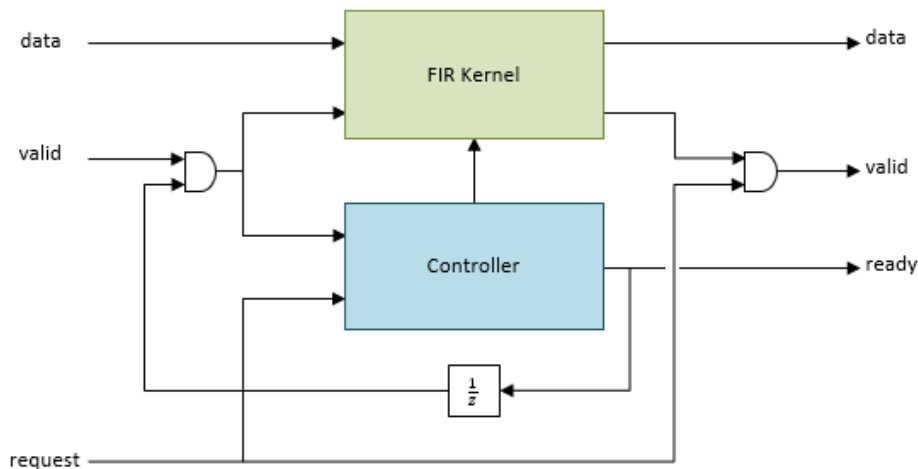 data
FIR Kernel
data
valid
valid
Controller
ready
1
z
request